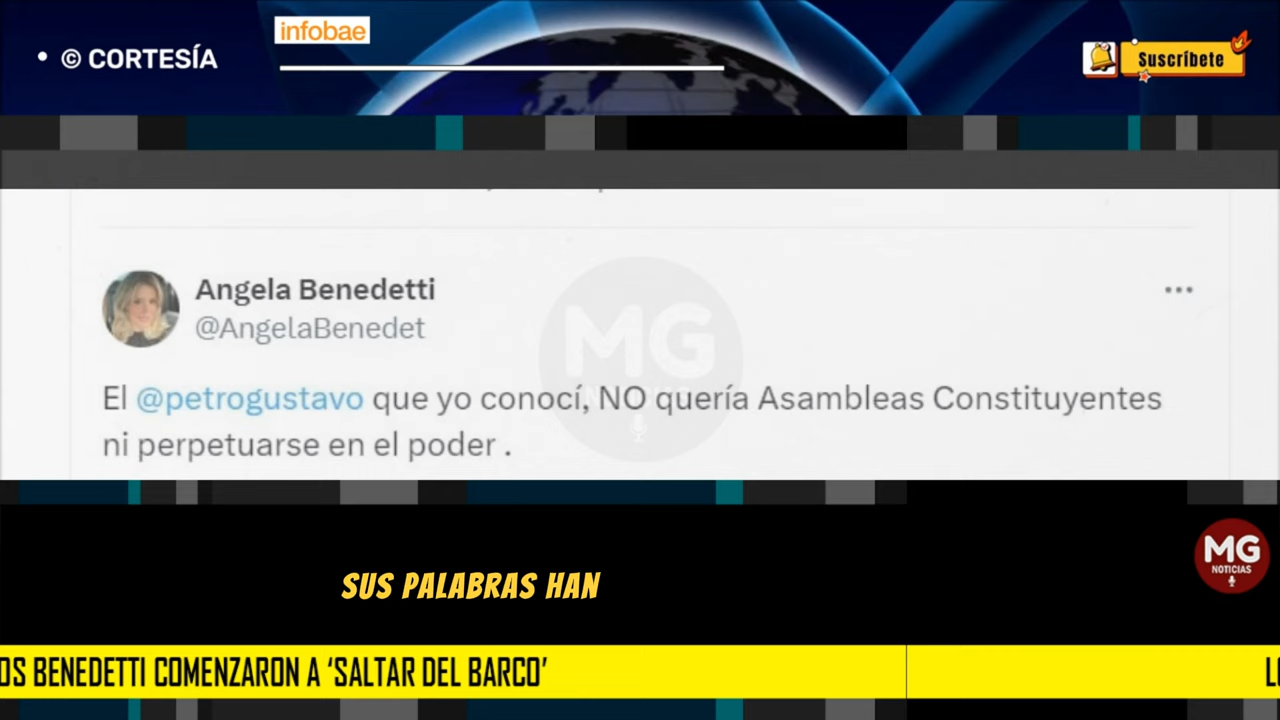 infobae
• © CORTESÍA
Suscríbete
Angela Benedetti
@AngelaBenedet
El @petrogustavo que yo conocí, NO quería Asambleas Constituyentes
ni perpetuarse en el poder .
MG
MG
NOTICIAS
SUS PALABRAS HAN
OS BENEDETTI COMENZARON A ‘SALTAR DEL BARCO’